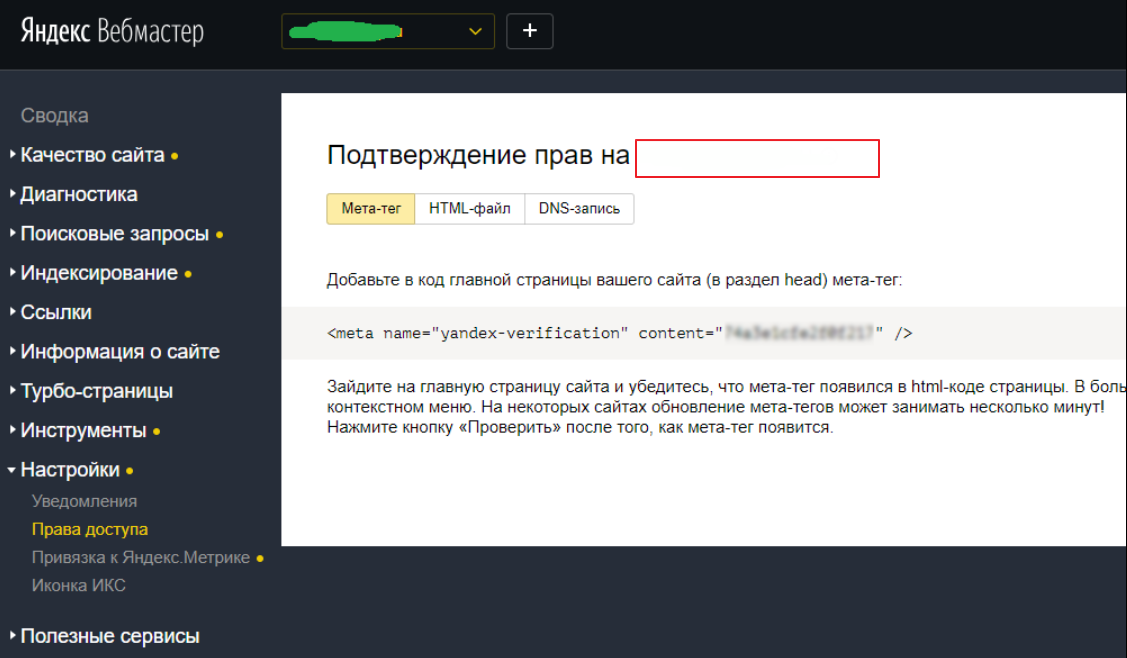 Яндекс Вебмастер
+
Сводка
Качество сайта
Диагностика
Поисковые запросы
Индексирование
Ссылки
Информация о сайте
Турбо-страницы
Инструменты
Настройки
Уведомления
Права доступа
Привязка к Яндекс.Метрике
Иконка ИКС
Полезные сервисы
Подтверждение прав на
Мета-тег HTML-файл DNS-запись
Добавьте в код главной страницы вашего сайта (в раздел head) мета-тег:
<meta name="yandex-verification" content=" " />
Зайдите на главную страницу сайта и убедитесь, что мета-тег появился в html-коде страницы. В боль
контекстном меню. На некоторых сайтах обновление мета-тегов может занимать несколько минут!
Нажмите кнопку «Проверить» после того, как мета-тег появится.